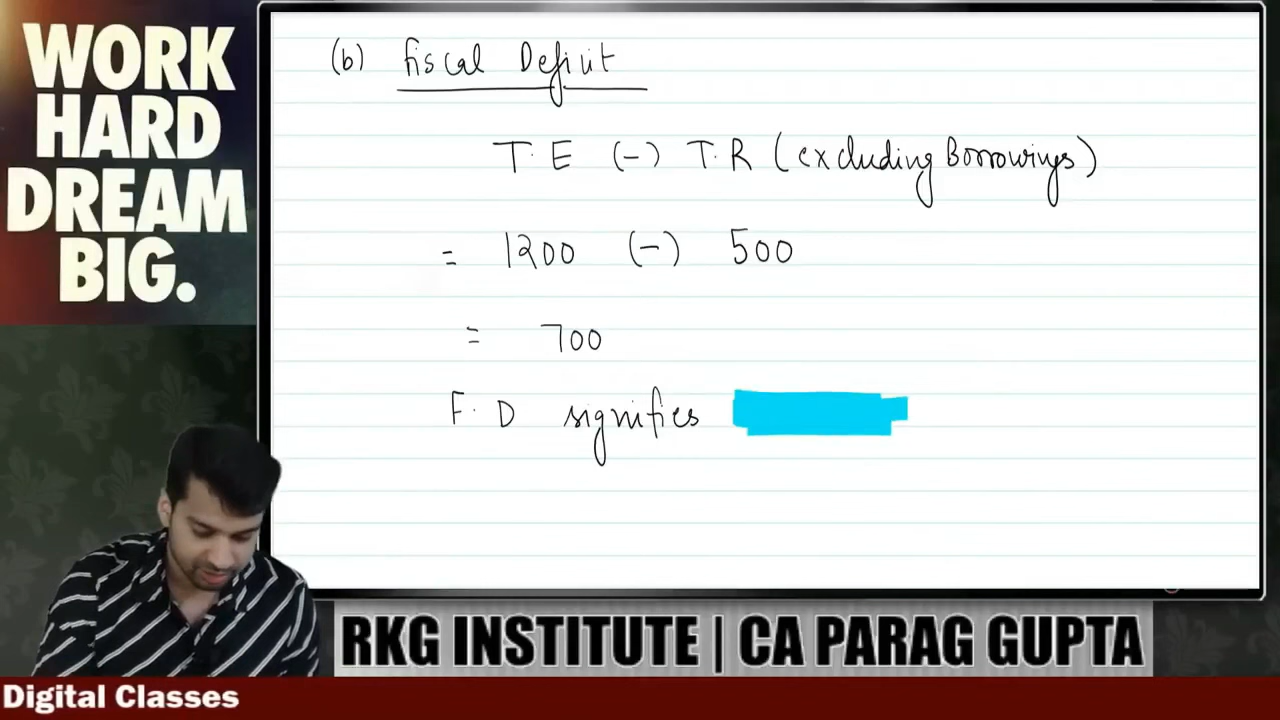 WORK
HARD
DREAM
BIG.
(b) Fiscal Deficit
T.E (-) T.R (excluding Borrowings)
= 1200 (-) 500
= 700
F.D signifies
RKG INSTITUTE | CA PARAG GUPTA
Digital Classes